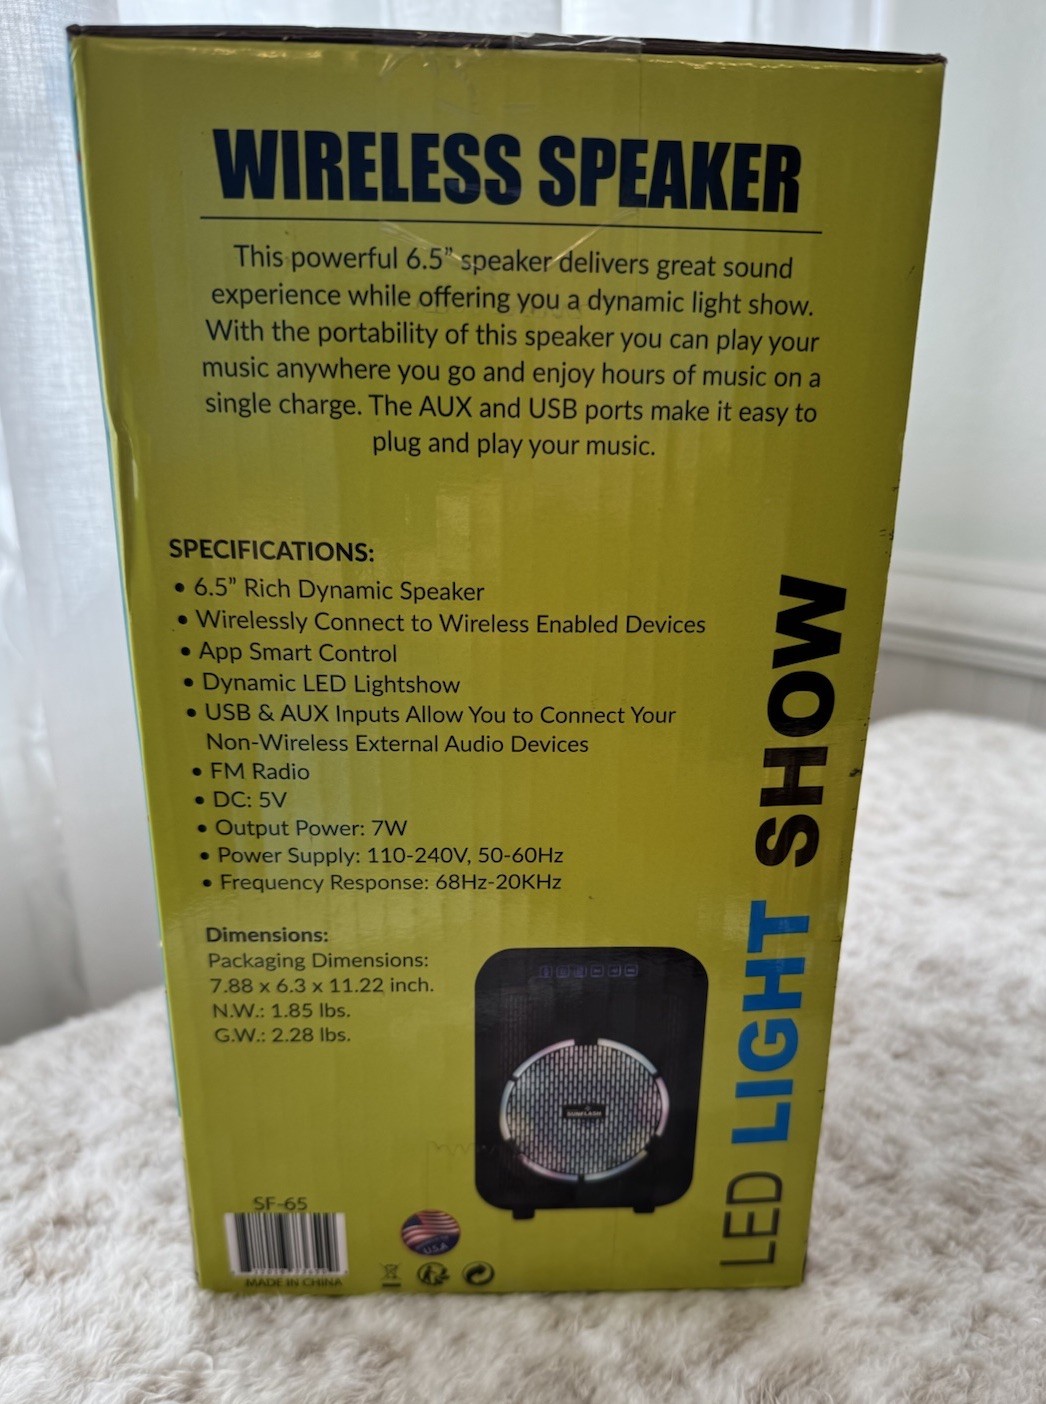 WIRELESS SPEAKER
This powerful 6.5” speaker delivers great sound
experience while offering you a dynamic light show.
With the portability of this speaker you can play your
music anywhere you go and enjoy hours of music on a
single charge. The AUX and USB ports make it easy to
plug and play your music.
SPECIFICATIONS:
• 6.5” Rich Dynamic Speaker
• Wirelessly Connect to Wireless Enabled Devices
• App Smart Control
• Dynamic LED Lightshow
• USB & AUX Inputs Allow You to Connect Your
Non-Wireless External Audio Devices
• FM Radio
• DC: 5V
• Output Power: 7W
• Power Supply: 110-240V, 50-60Hz
• Frequency Response: 68Hz-20KHz
Dimensions:
Packaging Dimensions:
7.88 x 6.3 x 11.22 inch.
N.W.: 1.85 lbs.
G.W.: 2.28 lbs.
LED LIGHT SHOW
SUNFLASH
SF-65
MADE IN CHINA
U.S.A